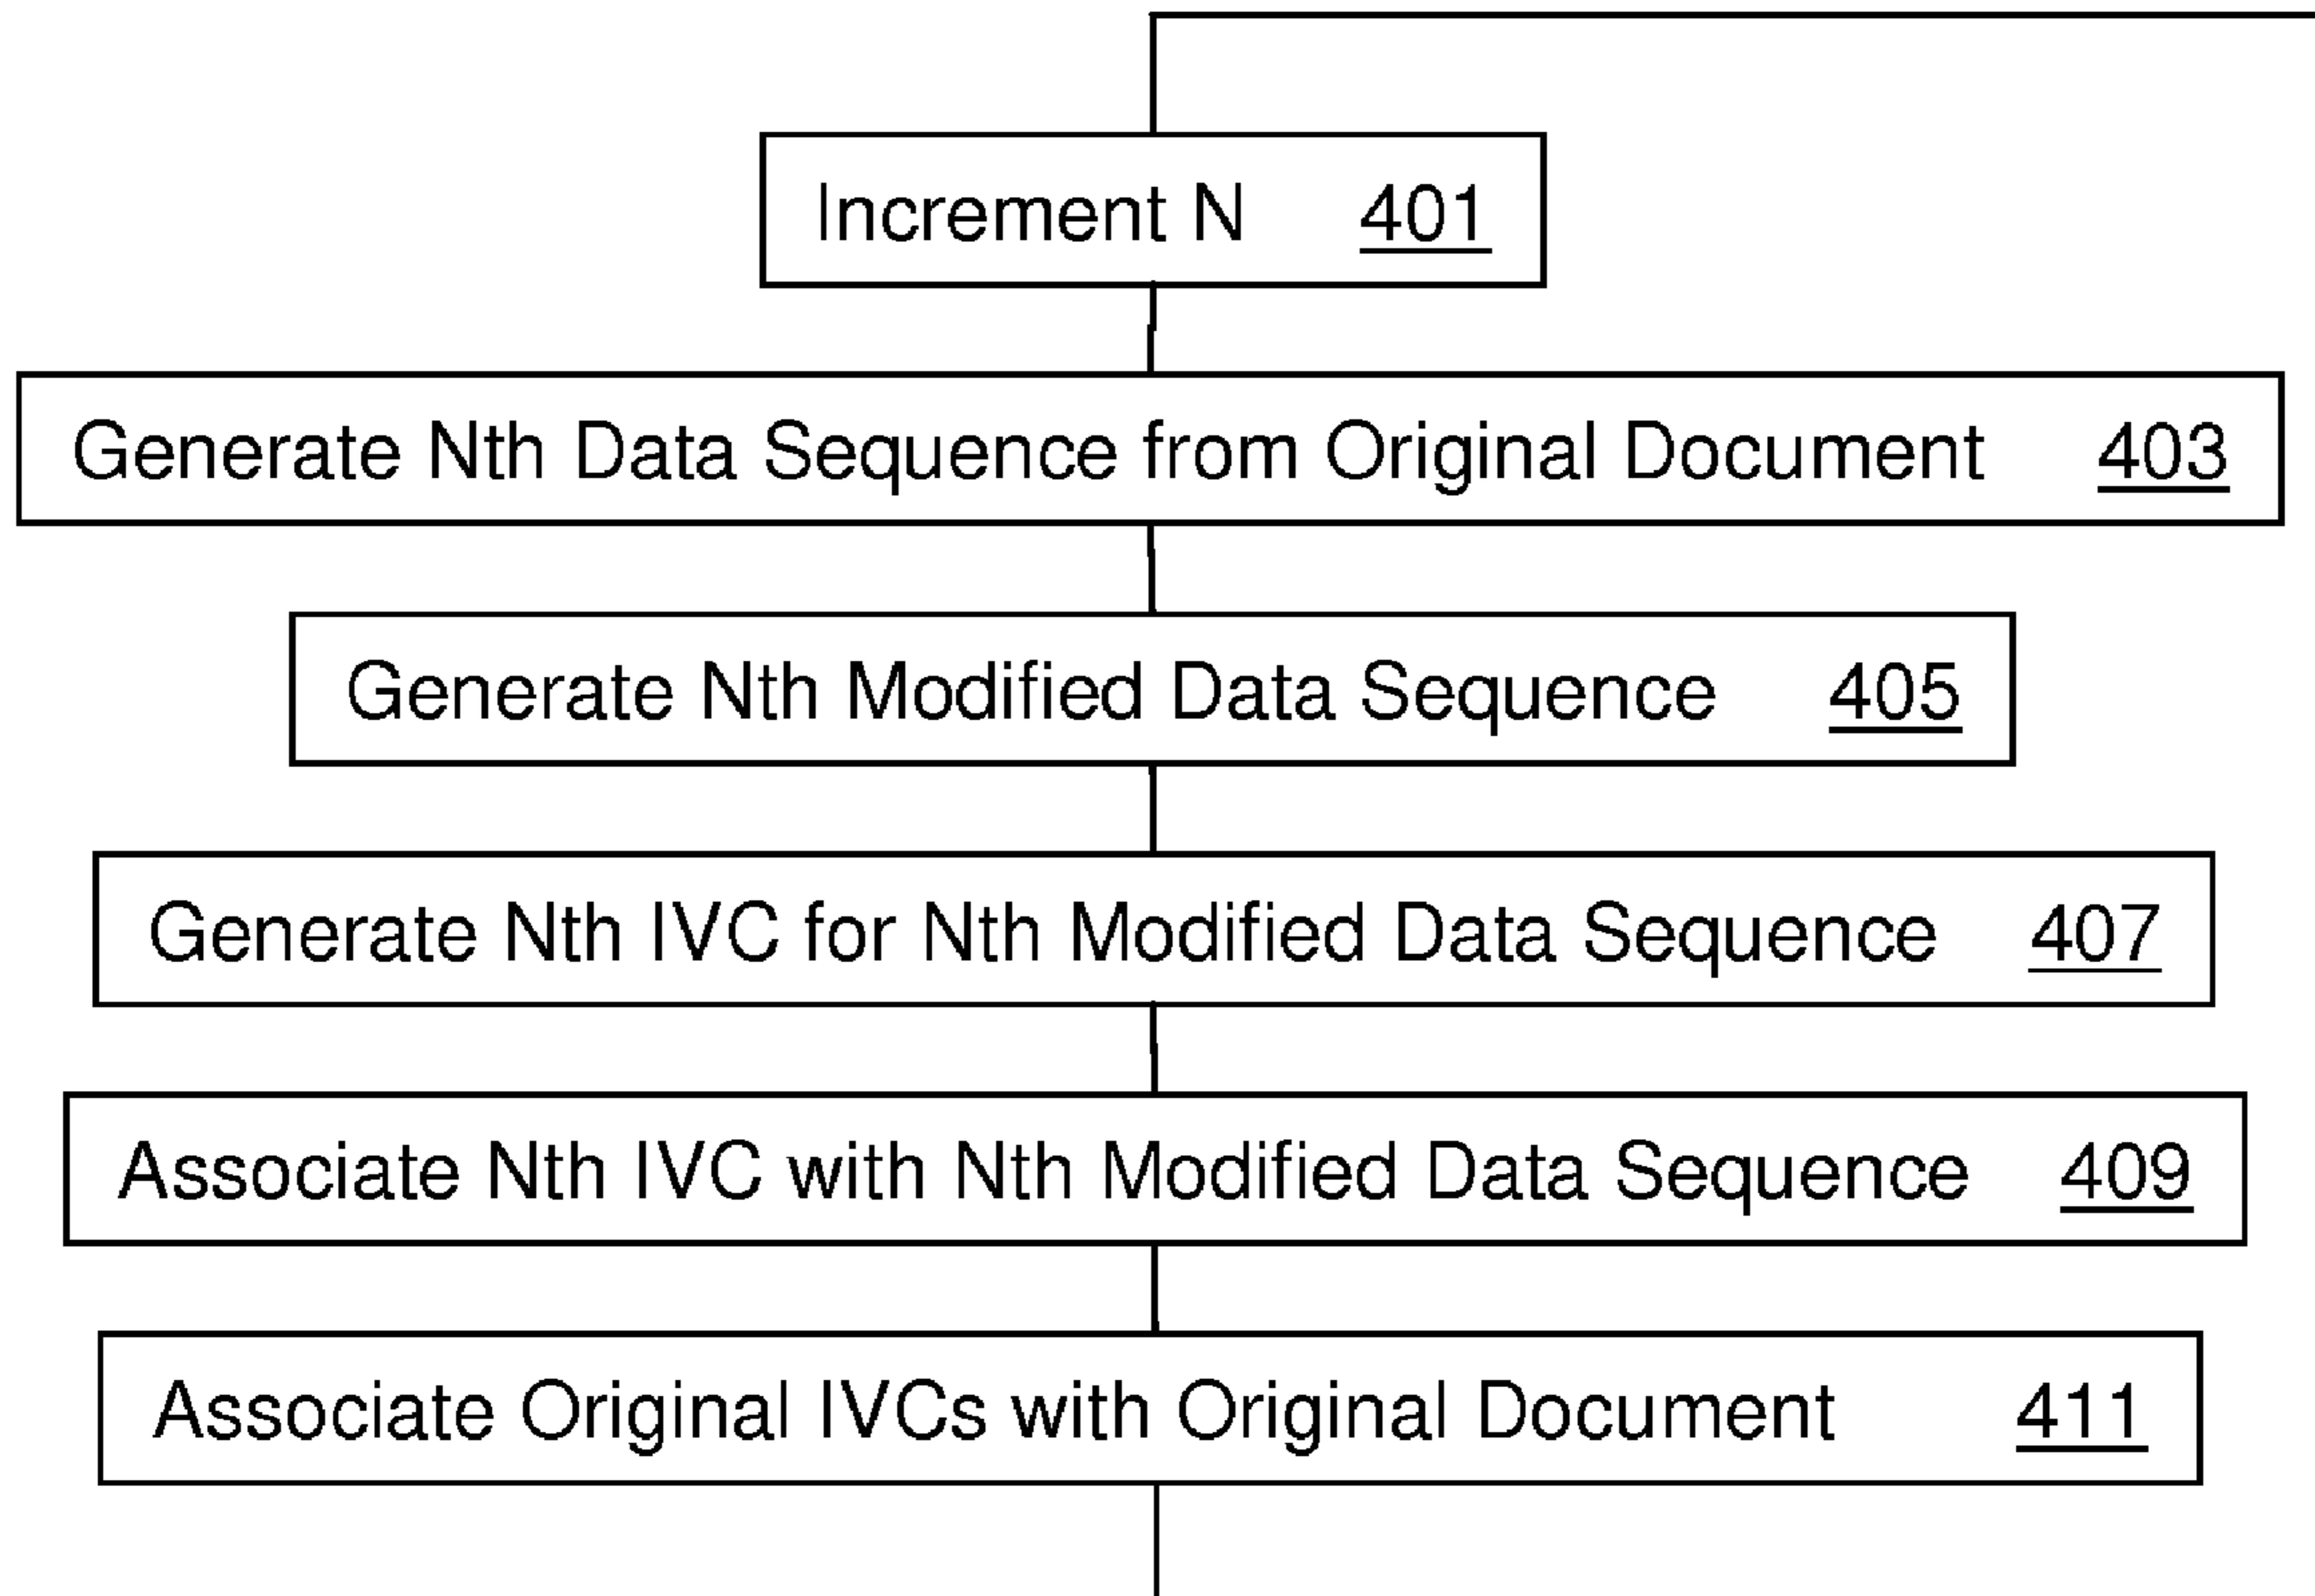 Increment N 401
Generate Nth Data Sequence from Original Document 403
Generate Nth Modified Data Sequence 405
Generate Nth IVC for Nth Modified Data Sequence 407
Associate Nth IVC with Nth Modified Data Sequence 409
Associate Original IVCs with Original Document 411